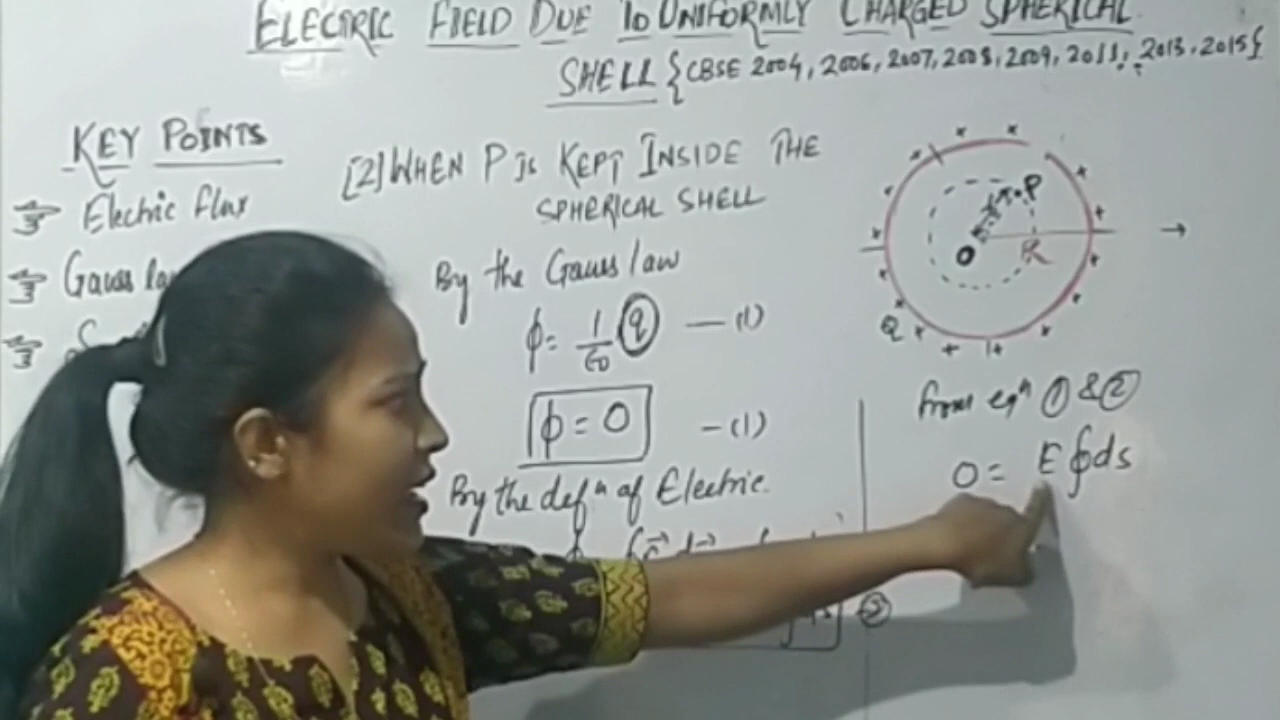 ELECTRIC FIELD DUE TO UNIFORMLY CHARGED SPHERICAL
SHELL {CBSE 2004, 2006, 2007, 2008, 2009, 2011, 2013, 2015}
KEY POINTS
Electric flux
Gauss
[2] WHEN P IS KEPT INSIDE THE
SPHERICAL SHELL
By the Gauss law
ϕ = 1/ε0 q — (1)
ϕ = 0 — (1)
By the defⁿ of Electric
②
P
O
R
Q
from eqⁿ ① & ②
0 = E∮ds